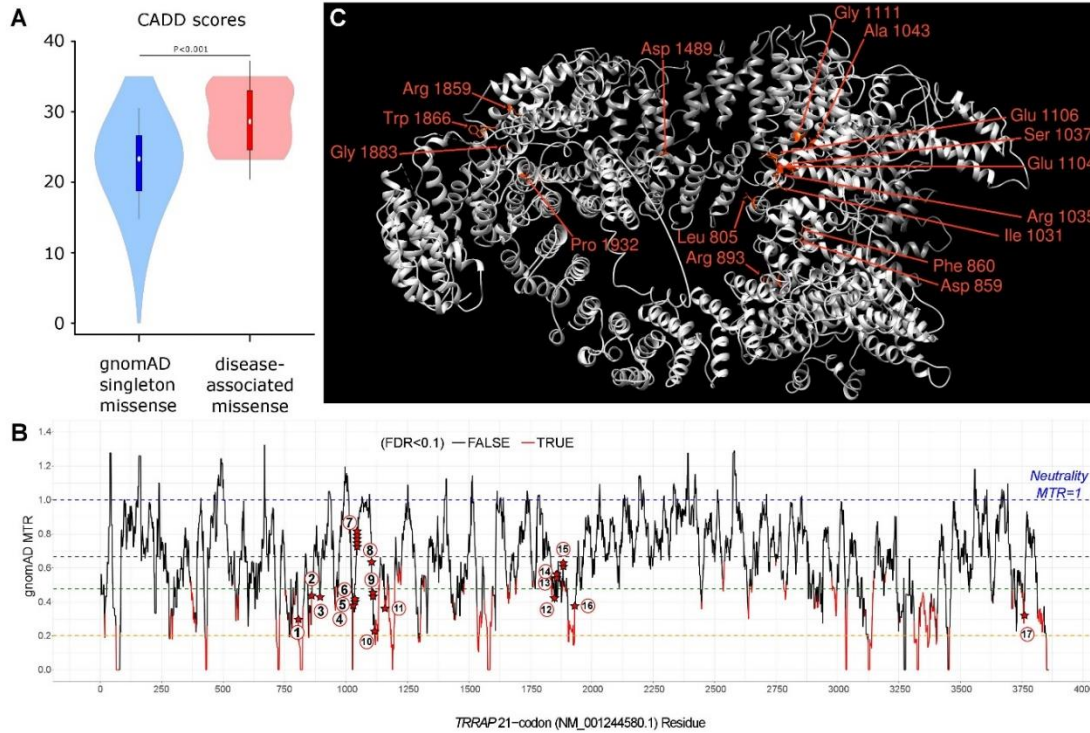 A
CADD scores
P<0.001
40
30
20
10
0
gnomAD
singleton
missense
disease-
associated
missense
C
Gly 1111
Ala 1043
Asp 1489
Arg 1859
Trp 1866
Gly 1883
Glu 1106
Ser 1037
Glu 1104
Arg 1035
Ile 1031
Pro 1932
Leu 805
Arg 893
Phe 860
Asp 859
B
(FDR<0.1) FALSE TRUE
Neutrality
MTR=1
gnomAD MTR
1.4
1.2
1.0
0.8
0.6
0.4
0.2
0.0
1
2
3
4
5
6
7
8
9
10
11
12
13
14
15
16
17
0 250 500 750 1000 1250 1500 1750 2000 2250 2500 2750 3000 3250 3500 3750 4000
TRRAP 21-codon (NM_001244580.1) Residue